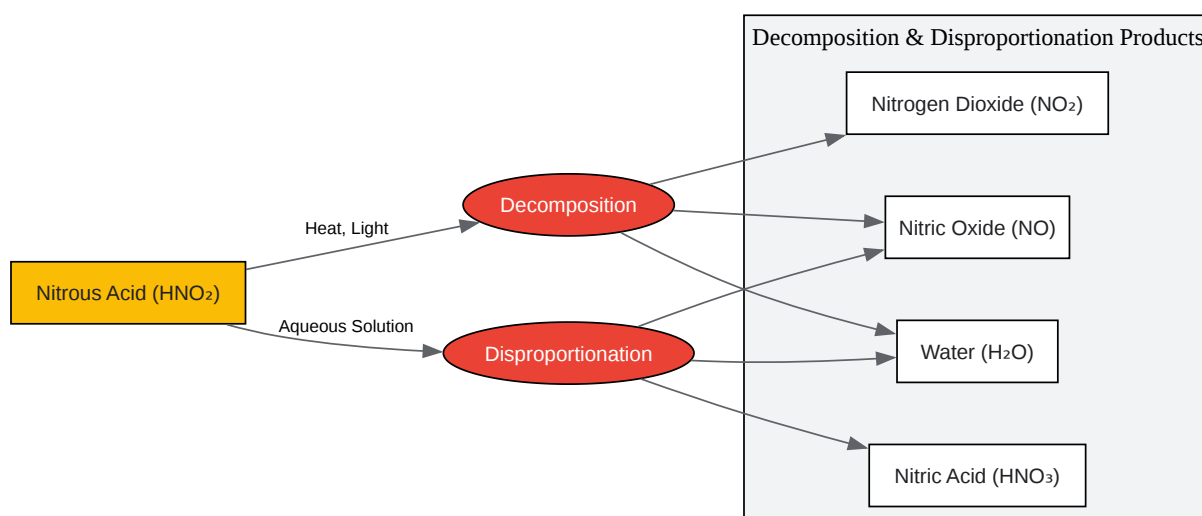 Decomposition & Disproportionation Products
Nitrogen Dioxide (NO₂)
Decomposition
Heat, Light
Nitric Oxide (NO)
Nitrous Acid (HNO₂)
Aqueous Solution
Disproportionation
Water (H₂O)
Nitric Acid (HNO₃)